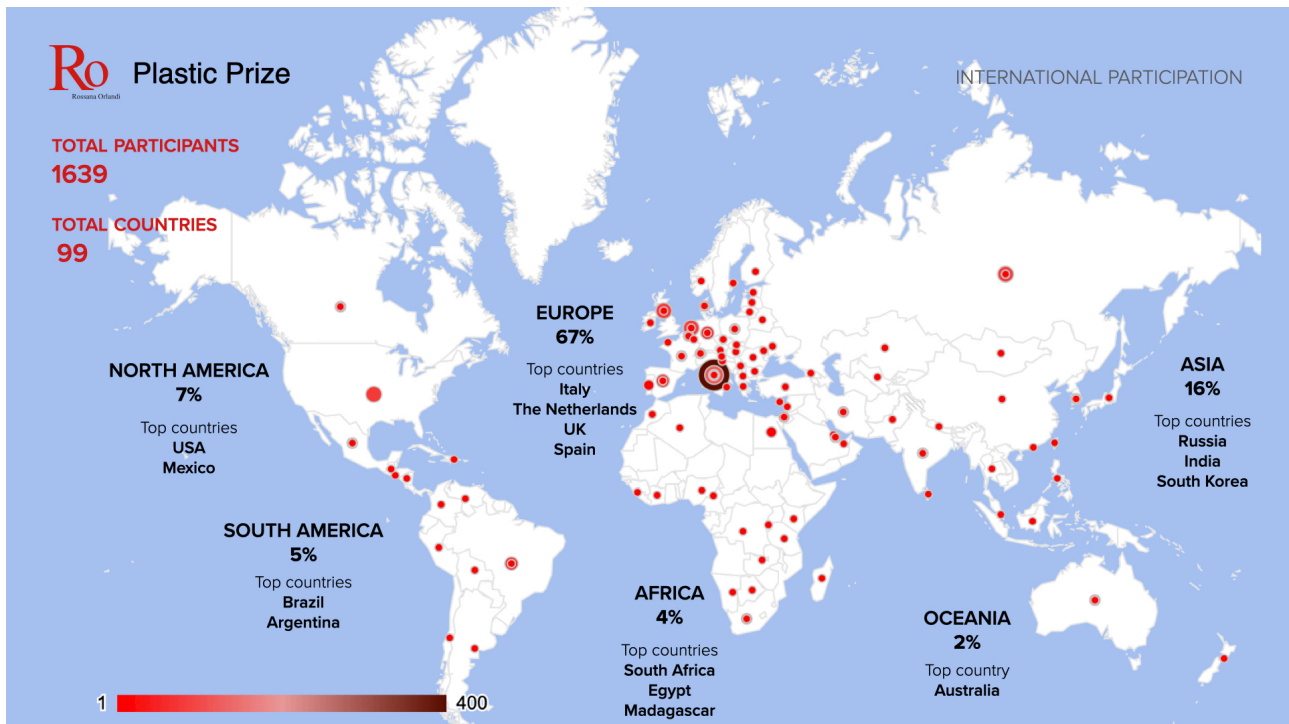 Ro Plastic Prize
Rossana Orlandi
INTERNATIONAL PARTICIPATION
TOTAL PARTICIPANTS
1639
TOTAL COUNTRIES
99
NORTH AMERICA
7%
Top countries
USA
Mexico
SOUTH AMERICA
5%
Top countries
Brazil
Argentina
EUROPE
67%
Top countries
Italy
The Netherlands
UK
Spain
AFRICA
4%
Top countries
South Africa
Egypt
Madagascar
ASIA
16%
Top countries
Russia
India
South Korea
OCEANIA
2%
Top country
Australia
1 400